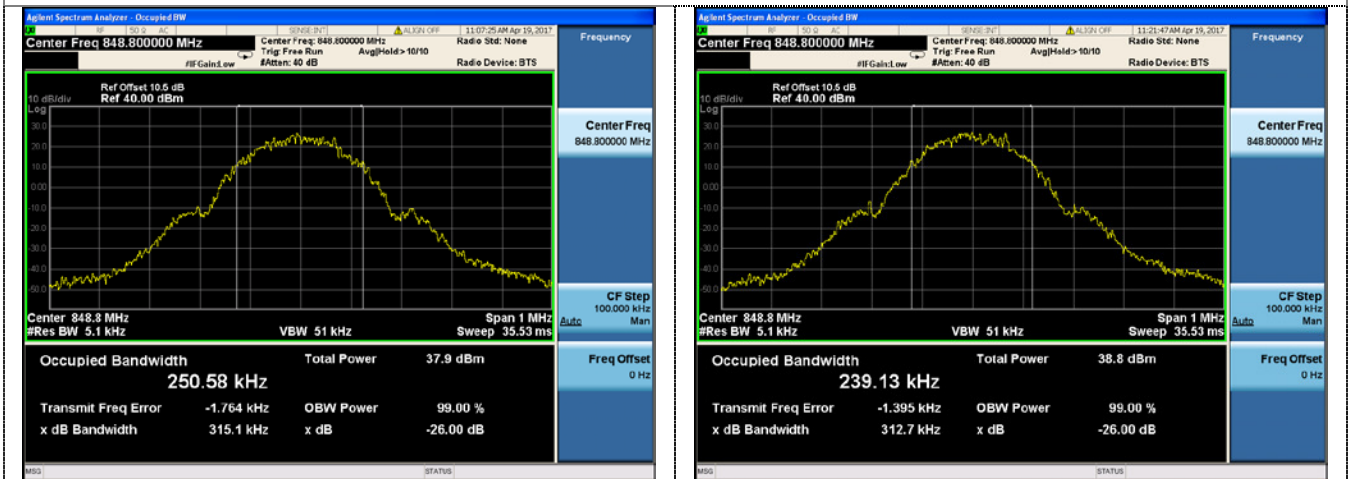 Agilent Spectrum Analyzer - Occupied BW
RF 50 Ω AC SENSE:INT ALIGN OFF 11:07:25 AM Apr 19, 2017
Center Freq 848.800000 MHz
Center Freq: 848.800000 MHz Radio Std: None
Trig: Free Run Avg|Hold:> 10/10
#IFGain:Low #Atten: 40 dB Radio Device: BTS
Ref Offset 10.5 dB
10 dB/div Ref 40.00 dBm
Log
30.0
20.0
10.0
0.00
-10.0
-20.0
-30.0
-40.0
-50.0
Center 848.8 MHz Span 1 MHz
#Res BW 5.1 kHz VBW 51 kHz Sweep 35.53 ms
Occupied Bandwidth Total Power 37.9 dBm
250.58 kHz
Transmit Freq Error -1.764 kHz OBW Power 99.00 %
x dB Bandwidth 315.1 kHz x dB -26.00 dB
MSG STATUS
Frequency
Center Freq
848.800000 MHz
CF Step
100.000 kHz
Auto Man
Freq Offset
0 Hz
Agilent Spectrum Analyzer - Occupied BW
RF 50 Ω AC SENSE:INT ALIGN OFF 11:21:47 AM Apr 19, 2017
Center Freq 848.800000 MHz
Center Freq: 848.800000 MHz Radio Std: None
Trig: Free Run Avg|Hold:> 10/10
#IFGain:Low #Atten: 40 dB Radio Device: BTS
Ref Offset 10.5 dB
10 dB/div Ref 40.00 dBm
Log
30.0
20.0
10.0
0.00
-10.0
-20.0
-30.0
-40.0
-50.0
Center 848.8 MHz Span 1 MHz
#Res BW 5.1 kHz VBW 51 kHz Sweep 35.53 ms
Occupied Bandwidth Total Power 38.8 dBm
239.13 kHz
Transmit Freq Error -1.395 kHz OBW Power 99.00 %
x dB Bandwidth 312.7 kHz x dB -26.00 dB
MSG STATUS
Frequency
Center Freq
848.800000 MHz
CF Step
100.000 kHz
Auto Man
Freq Offset
0 Hz